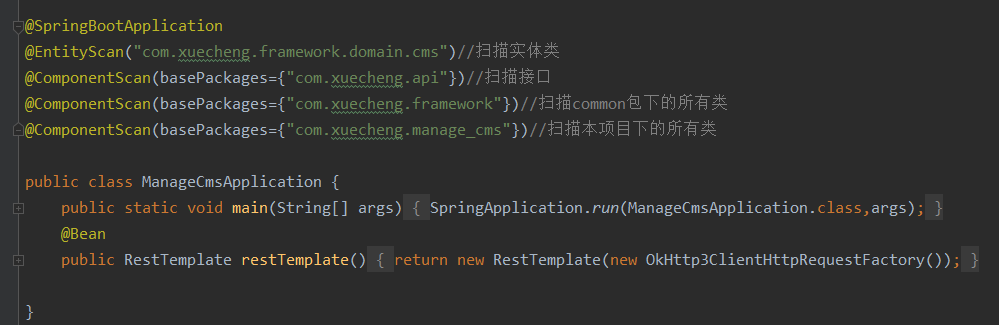 @SpringBootApplication
@EntityScan("com.xuecheng.framework.domain.cms")//扫描实体类
@ComponentScan(basePackages={"com.xuecheng.api"})//扫描接口
@ComponentScan(basePackages={"com.xuecheng.framework"})//扫描common包下的所有类
@ComponentScan(basePackages={"com.xuecheng.manage_cms"})//扫描本项目下的所有类
public class ManageCmsApplication {
public static void main(String[] args) { SpringApplication.run(ManageCmsApplication.class,args); }
@Bean
public RestTemplate restTemplate() { return new RestTemplate(new OkHttp3ClientHttpRequestFactory()); }
}